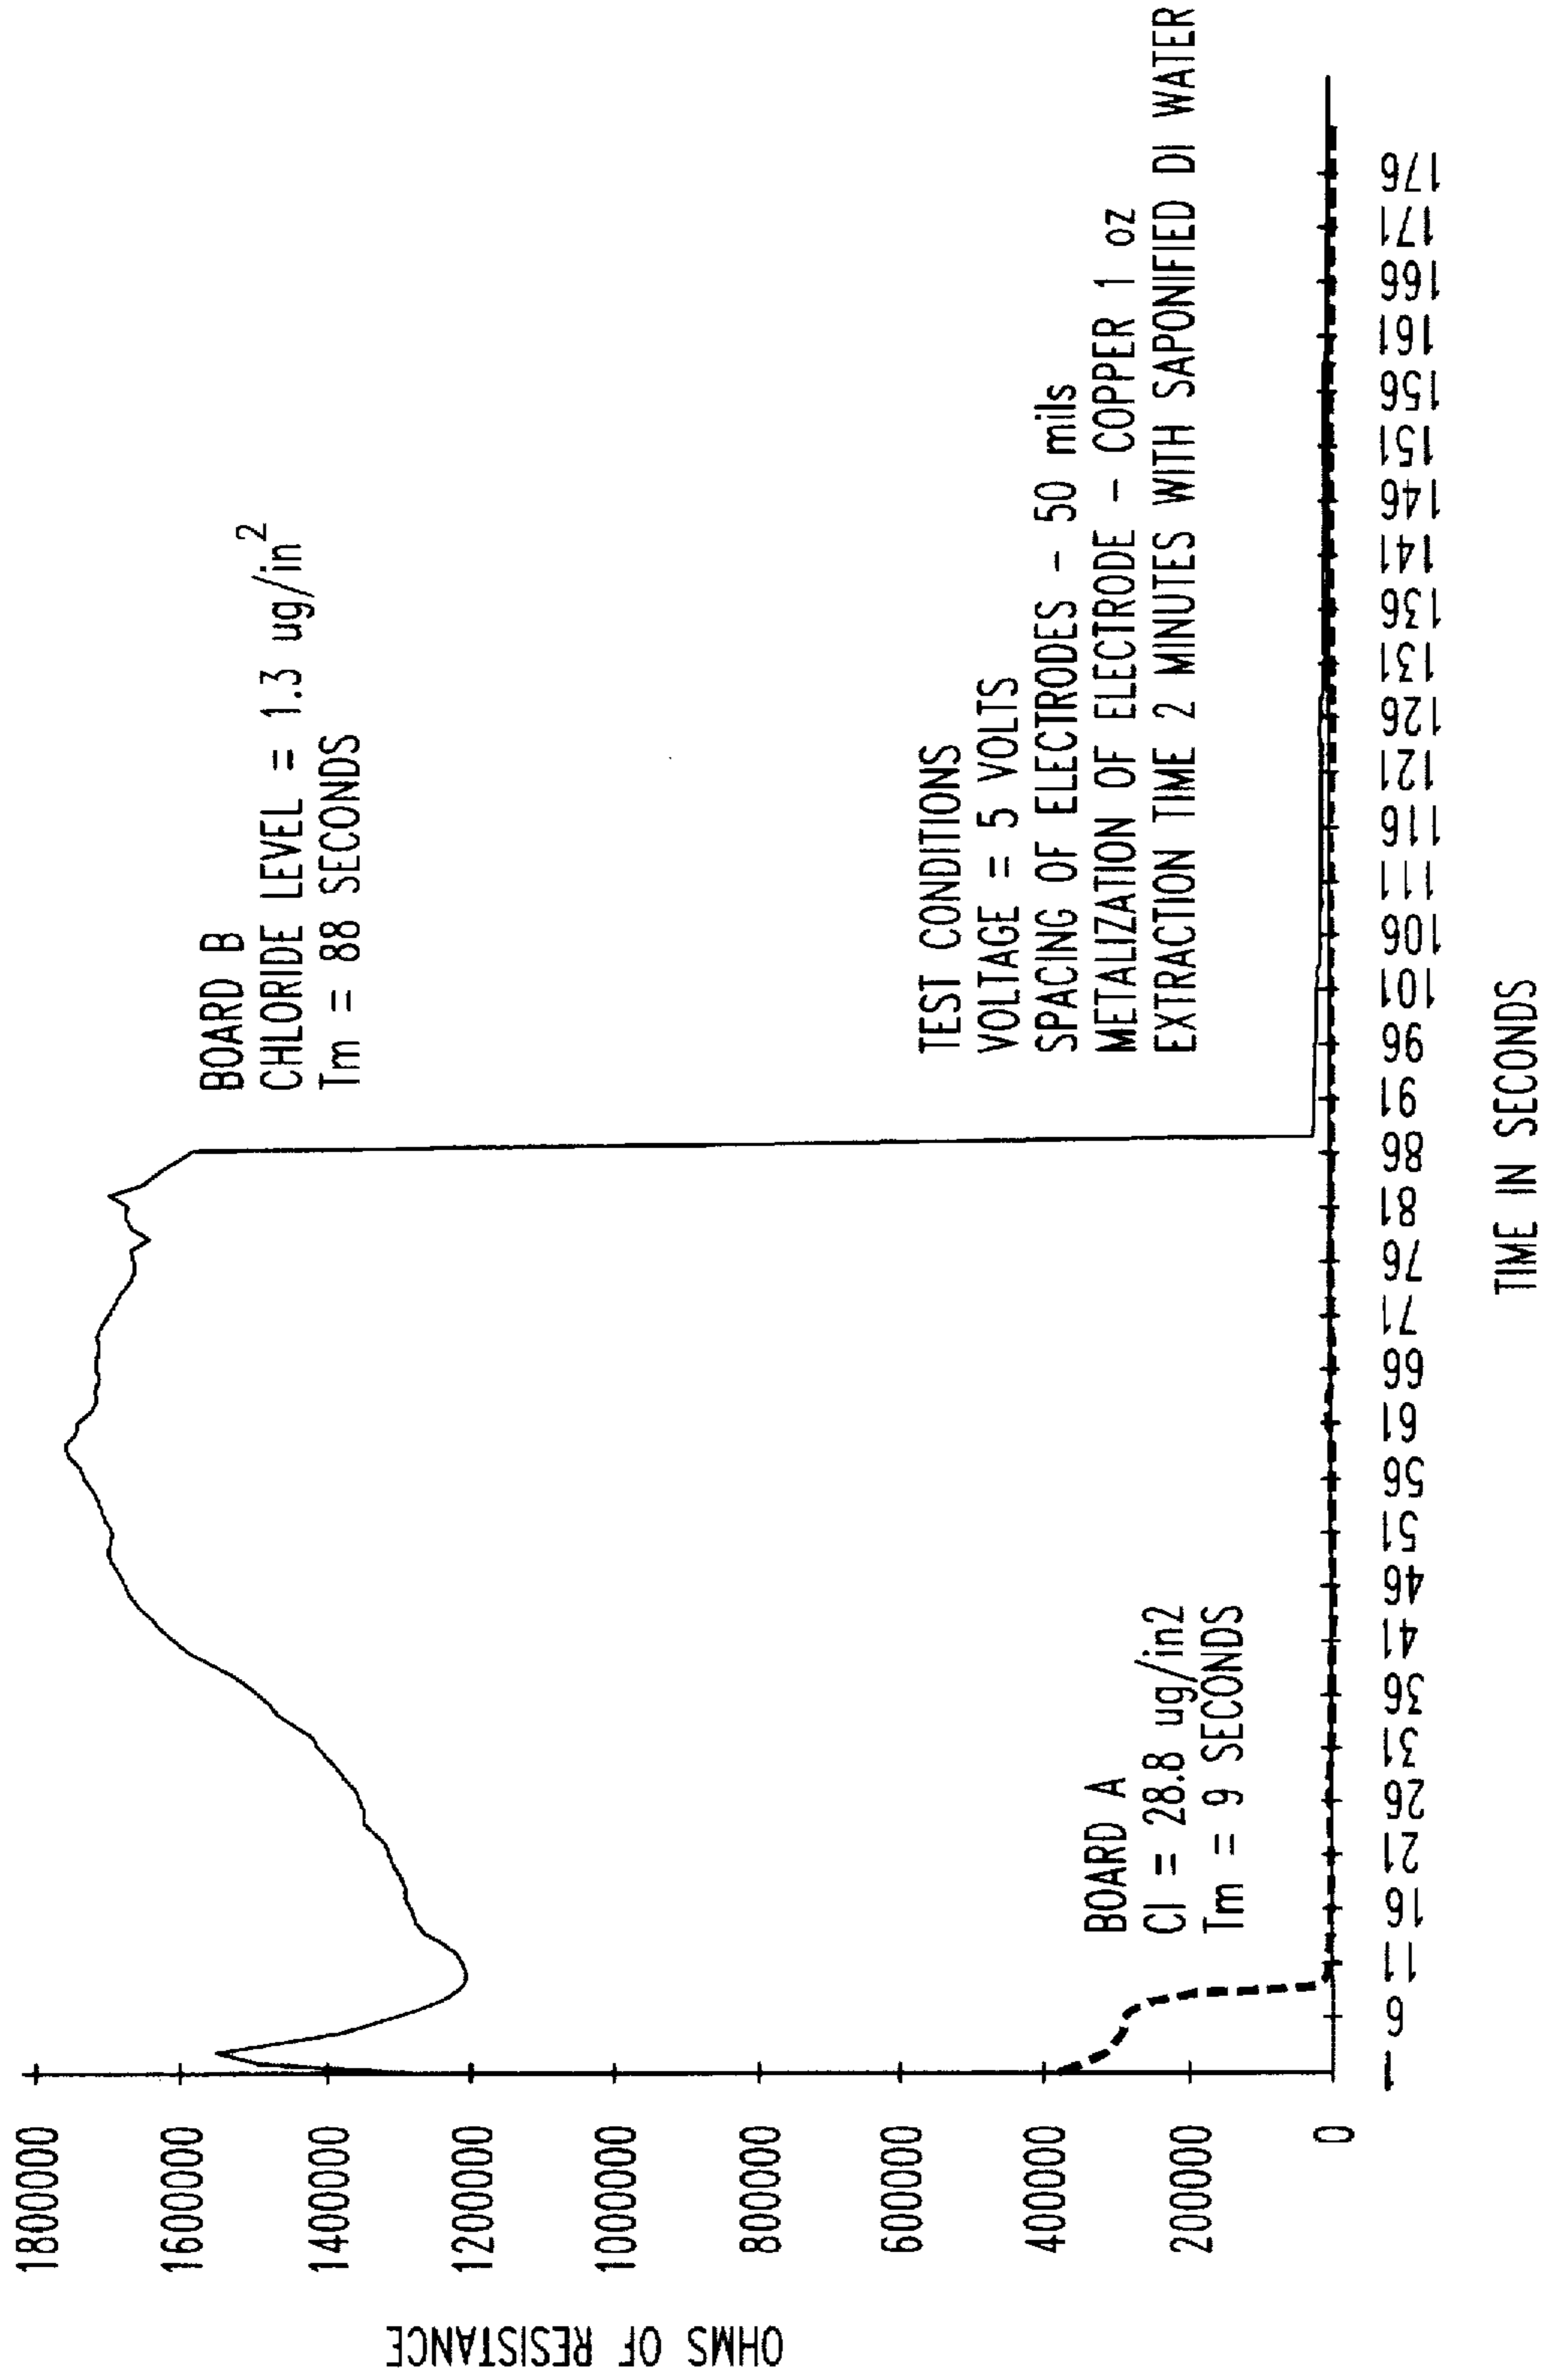 OHMS OF RESISTANCE
1800000
1600000
1400000
1200000
1000000
800000
600000
400000
200000
0
BOARD B
CHLORIDE LEVEL = 1.3 ug/in2
Tm = 88 SECONDS
TEST CONDITIONS
VOLTAGE = 5 VOLTS
SPACING OF ELECTRODES - 50 mils
METALIZATION OF ELECTRODE - COPPER 1 oz
EXTRACTION TIME 2 MINUTES WITH SAPONIFIED DI WATER
BOARD A
Cl = 28.8 ug/in2
Tm = 9 SECONDS
1 6 11 16 21 26 31 36 41 46 51 56 61 66 71 76 81 86 91 96 101 106 111 116 121 126 131 136 141 146 151 156 161 166 171 176
TIME IN SECONDS